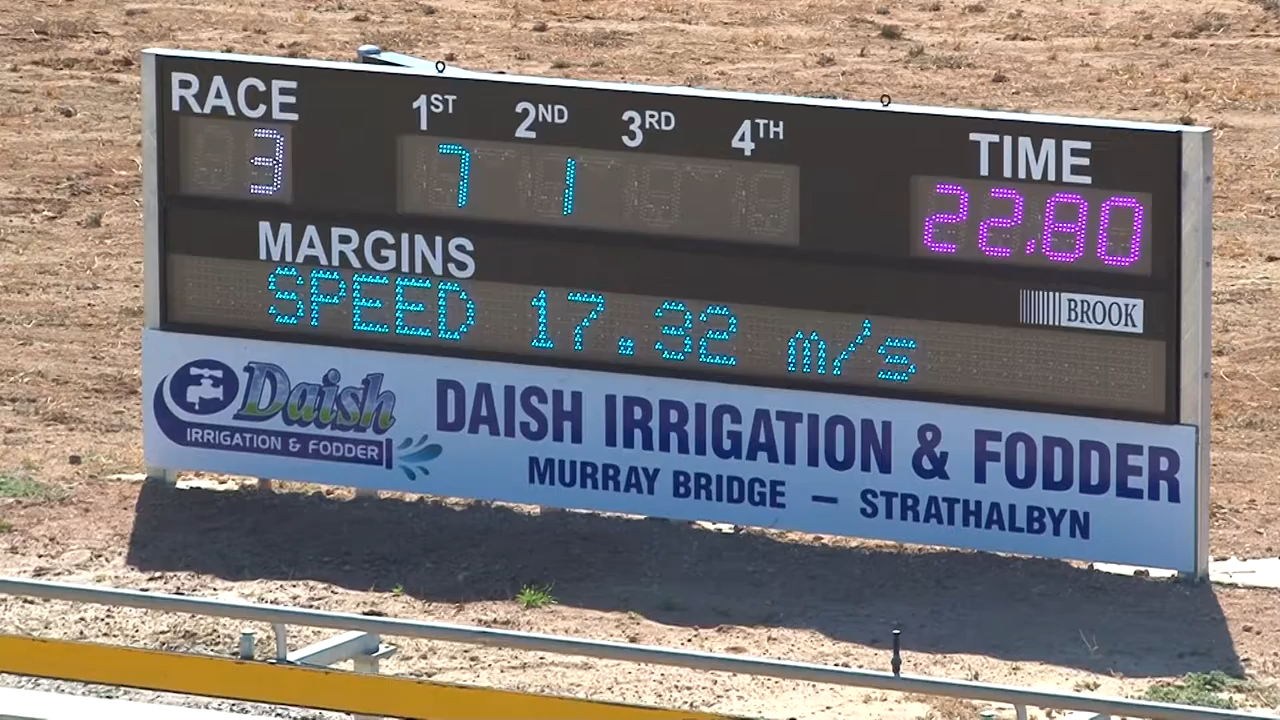 RACE 1ST 2ND 3RD 4TH TIME
3 7 1 22.80
MARGINS
BROOK
SPEED 17.32 m/s
Daish
IRRIGATION & FODDER
DAISH IRRIGATION & FODDER
MURRAY BRIDGE – STRATHALBYN